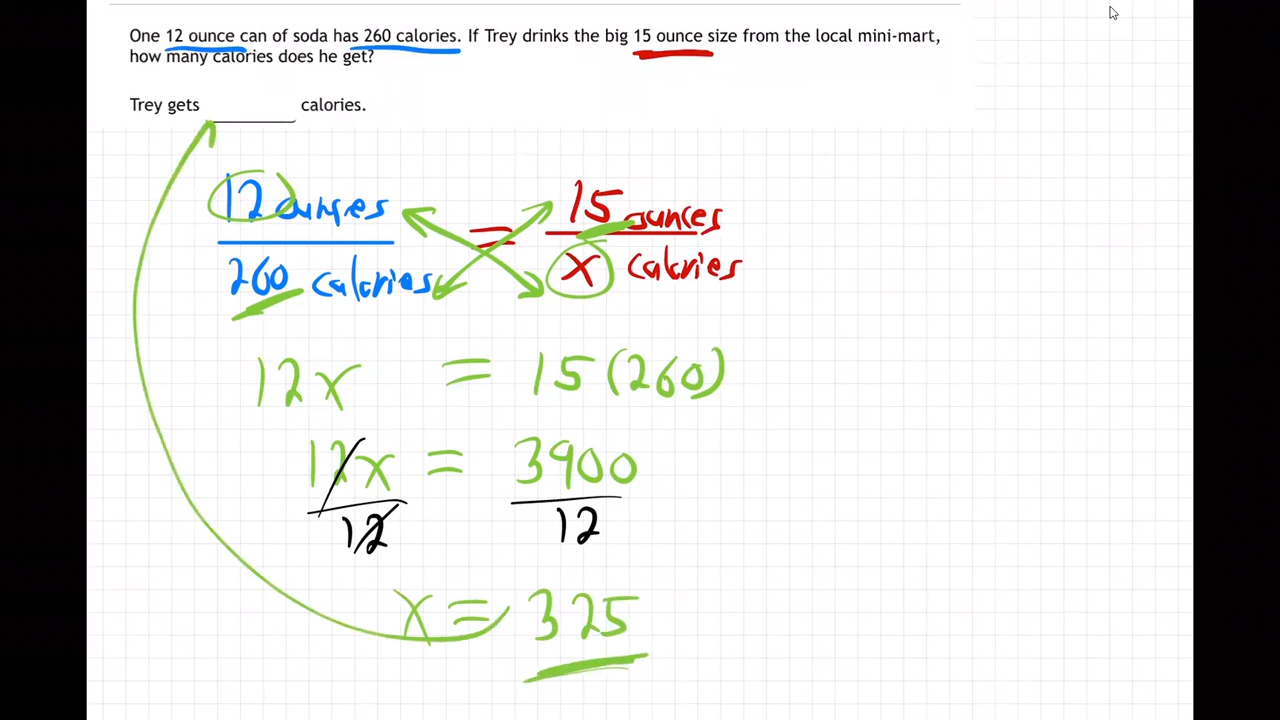 One 12 ounce can of soda has 260 calories. If Trey drinks the big 15 ounce size from the local mini-mart,
how many calories does he get?
Trey gets __________ calories.
12 ounces = 15 ounces
260 calories x calories
12x = 15(260)
12x = 3900
12 12
x = 325